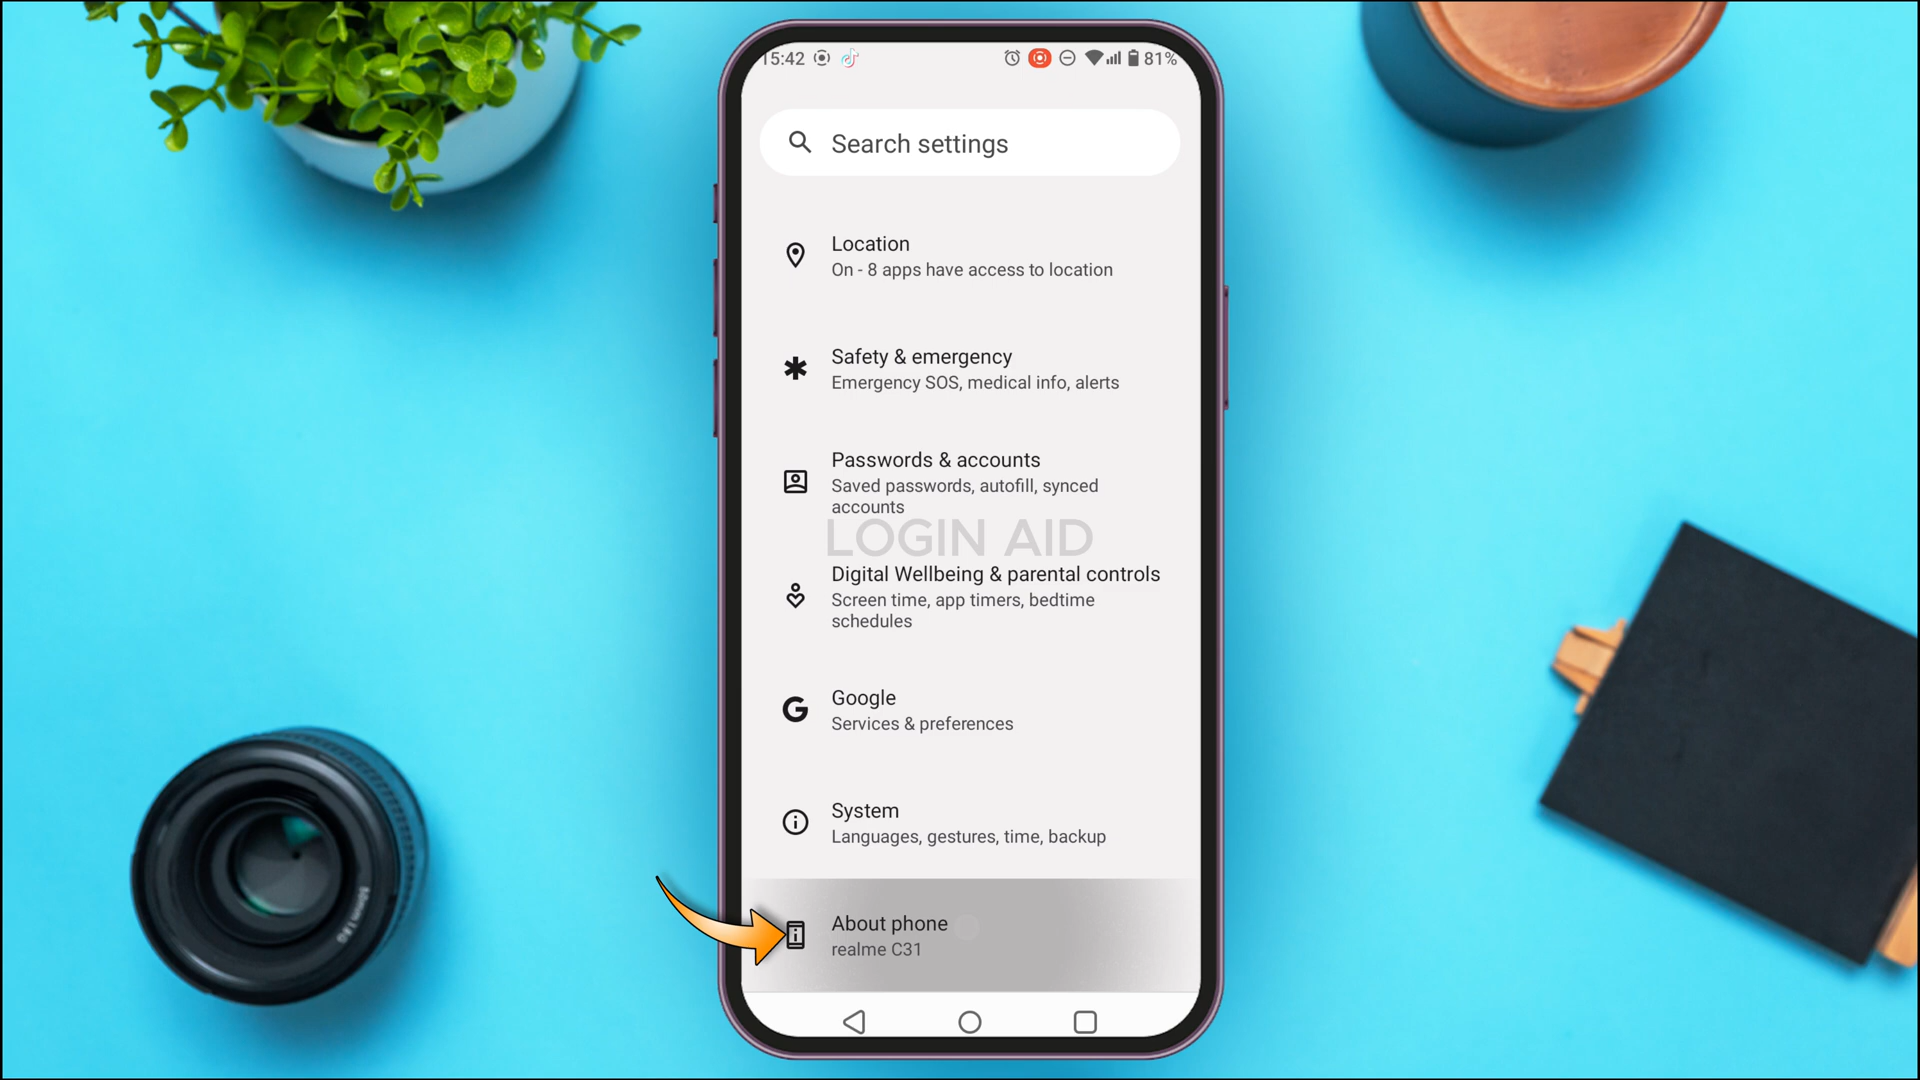 15:42
81%
Search settings
Location
On - 8 apps have access to location
Safety & emergency
Emergency SOS, medical info, alerts
Passwords & accounts
Saved passwords, autofill, synced
accounts
LOGIN AID
Digital Wellbeing & parental controls
Screen time, app timers, bedtime
schedules
Google
Services & preferences
System
Languages, gestures, time, backup
About phone
realme C31